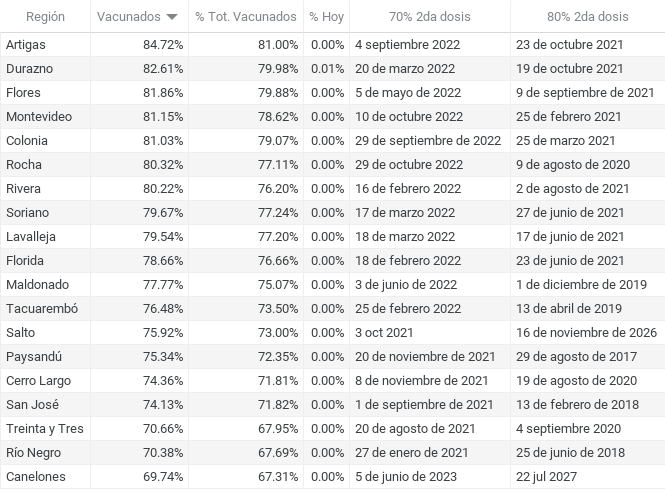 Región Vacunados % Tot. Vacunados % Hoy 70% 2da dosis 80% 2da dosis
Artigas 84.72% 81.00% 0.00% 4 septiembre 2022 23 de octubre 2021
Durazno 82.61% 79.98% 0.01% 20 de marzo 2022 19 de octubre 2021
Flores 81.86% 79.88% 0.00% 5 de mayo de 2022 9 de septiembre de 2021
Montevideo 81.15% 78.62% 0.00% 10 de octubre 2022 25 de febrero 2021
Colonia 81.03% 79.07% 0.00% 29 de septiembre de 2022 25 de marzo 2021
Rocha 80.32% 77.11% 0.00% 29 de octubre 2022 9 de agosto de 2020
Rivera 80.22% 76.20% 0.00% 16 de febrero 2022 2 de agosto de 2021
Soriano 79.67% 77.24% 0.00% 17 de marzo 2022 27 de junio de 2021
Lavalleja 79.54% 77.20% 0.00% 18 de marzo 2022 17 de junio de 2021
Florida 78.66% 76.66% 0.00% 18 de febrero 2022 23 de junio de 2021
Maldonado 77.77% 75.07% 0.00% 3 de junio de 2022 1 de diciembre de 2019
Tacuarembó 76.48% 73.50% 0.00% 25 de febrero 2022 13 de abril de 2019
Salto 75.92% 73.00% 0.00% 3 oct 2021 16 de noviembre de 2026
Paysandú 75.34% 72.35% 0.00% 20 de noviembre de 2021 29 de agosto de 2017
Cerro Largo 74.36% 71.81% 0.00% 8 de noviembre de 2021 19 de agosto de 2020
San José 74.13% 71.82% 0.00% 1 de septiembre de 2021 13 de febrero de 2018
Treinta y Tres 70.66% 67.95% 0.00% 20 de agosto de 2021 4 septiembre 2020
Río Negro 70.38% 67.69% 0.00% 27 de enero de 2021 25 de junio de 2018
Canelones 69.74% 67.31% 0.00% 5 de junio de 2023 22 jul 2027